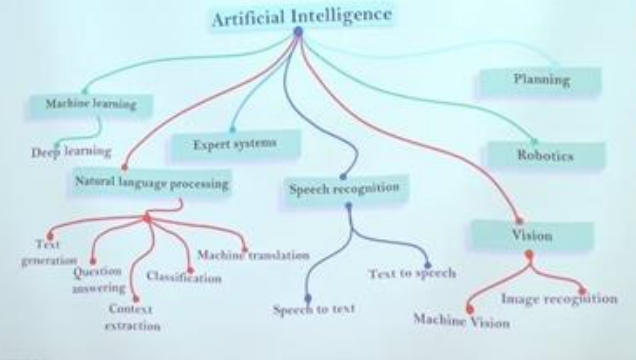 Artificial Intelligence
Planning
Machine learning
Expert systems
Deep learning
Robotics
Natural language processing
Speech recognition
Vision
Text
generation
Question
answering
Context
extraction
Classification
Machine translation
Speech to text
Text to speech
Machine Vision
Image recognition